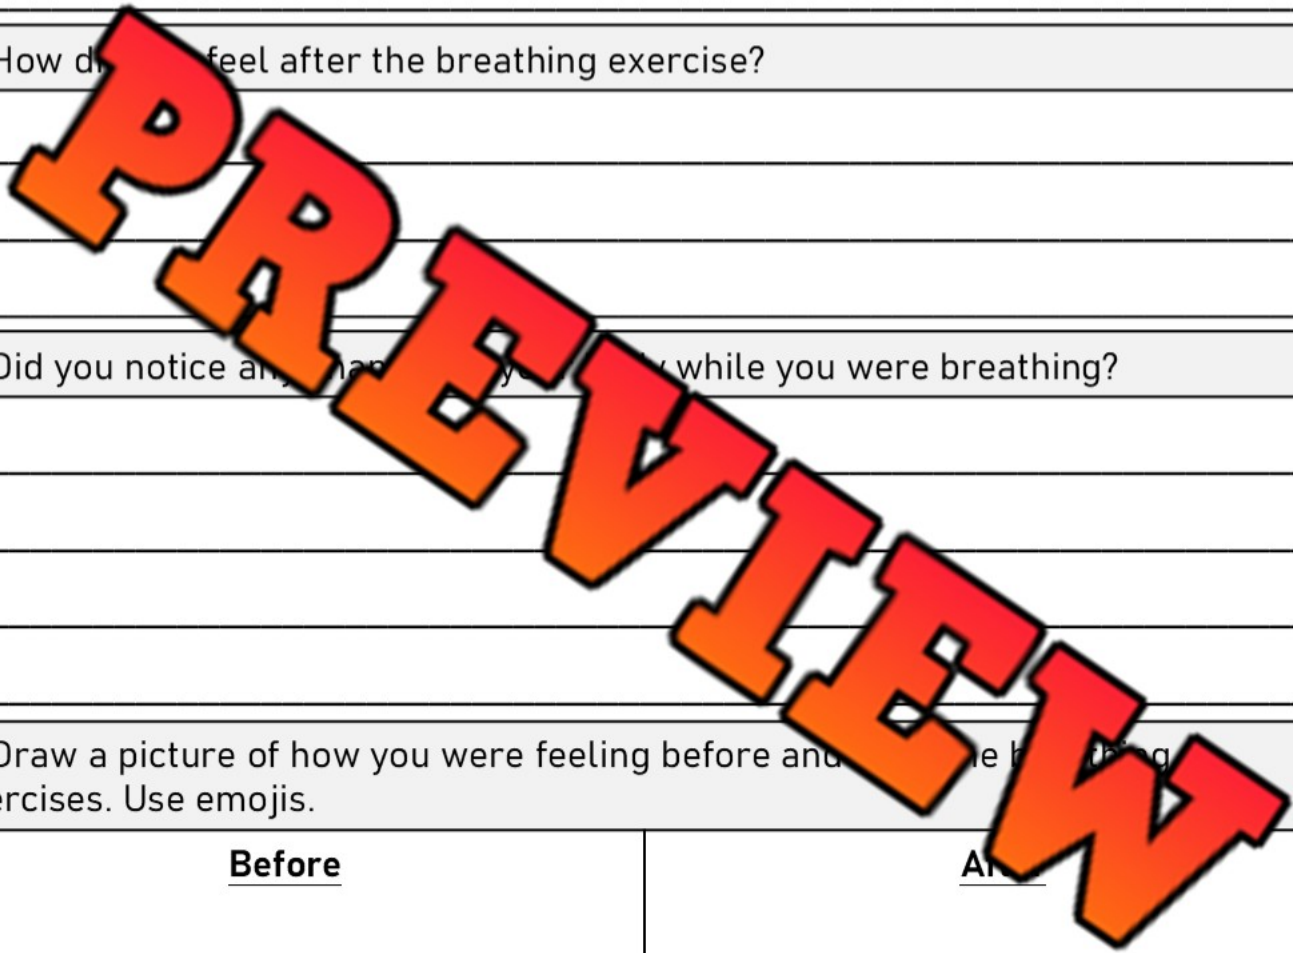 How feel after the breathing exercise?
Did you notice while you were breathing?
Draw a picture of how you were feeling before and
ercises. Use emojis.
Before
PREVIEW